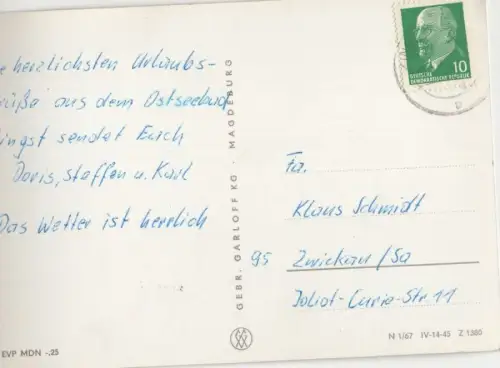 herzlichsten Urlaubs-
aus dem Ostseebad
sendet Euch
Doris, Steffen u. Kail
Das Wetter ist herrlich
EVP MDN -,25
GEBR. GARLOFF KG · MAGDEBURG
10
DEUTSCHE
DEMOKRATISCHE REPUBLIK
Fa.
Klaus Schmidt
95 Zwickau/Sa
Joliot-Curie-Str. 11
N 1/67 IV-14-45 Z 1380